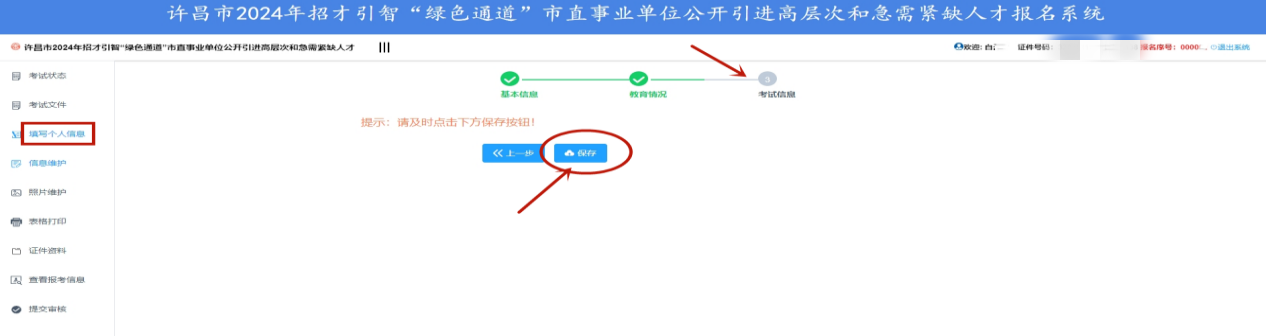 许昌市2024年招才引智“绿色通道”市直事业单位公开引进高层次和急需紧缺人才报名系统
许昌市2024年招才引智“绿色通道”市直事业单位公开引进高层次和急需紧缺人才
欢迎: 白 证件号码: 报名序号: 0000 退出系统
考试状态
考试文件
填写个人信息
信息维护
照片维护
表格打印
证件资料
查看报考信息
提交审核
3
基本信息 教育情况 考试信息
提示: 请及时点击下方保存按钮!
上一步 保存